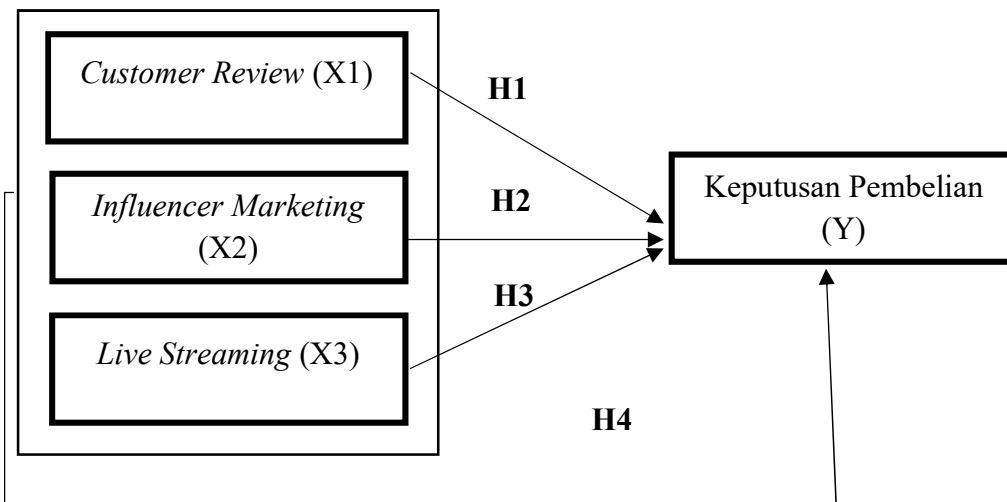 Customer Review (X1)
H1
Influencer Marketing
(X2)
H2
Keputusan Pembelian
(Y)
H3
Live Streaming (X3)
H4